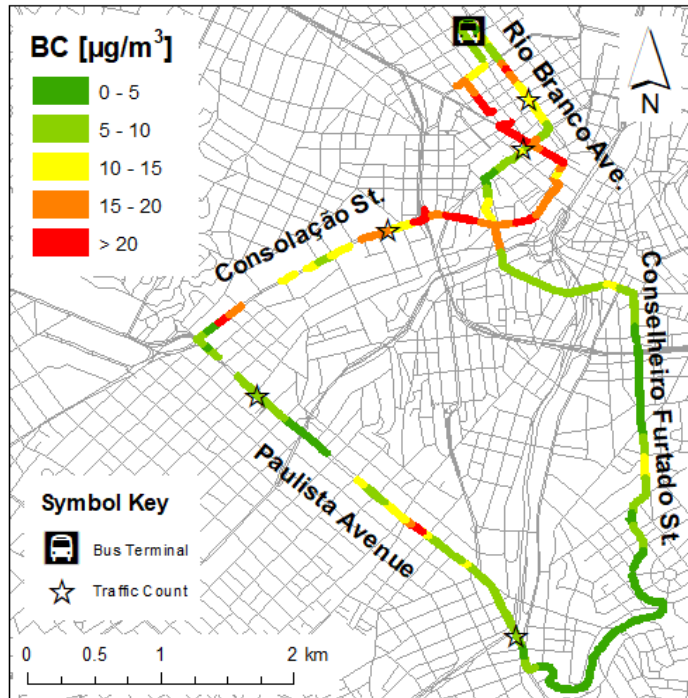 BC [µg/m³]
0 - 5
5 - 10
10 - 15
15 - 20
> 20
Rio Branco Ave.
N
Consolação St.
Conselheiro Furtado St.
Paulista Avenue
Symbol Key
Bus Terminal
Traffic Count
0 0.5 1 2 km